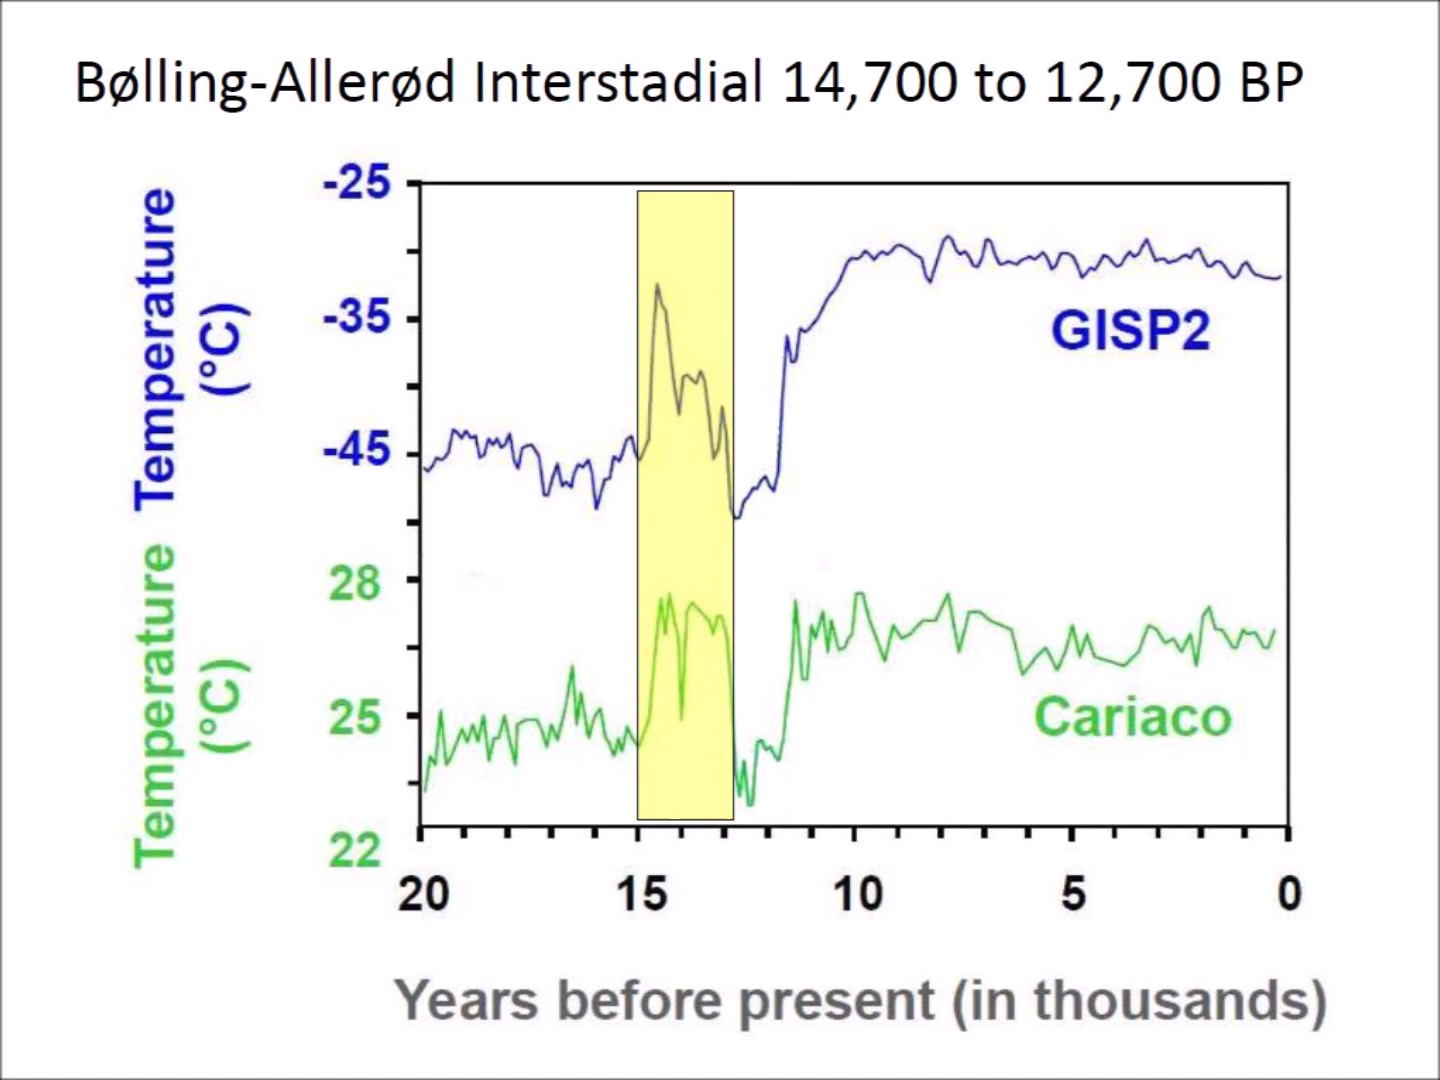 Bølling-Allerød Interstadial 14,700 to 12,700 BP
Temperature
(°C)
-25
-35
-45
GISP2
Temperature
(°C)
28
25
22
Cariaco
20 15 10 5 0
Years before present (in thousands)